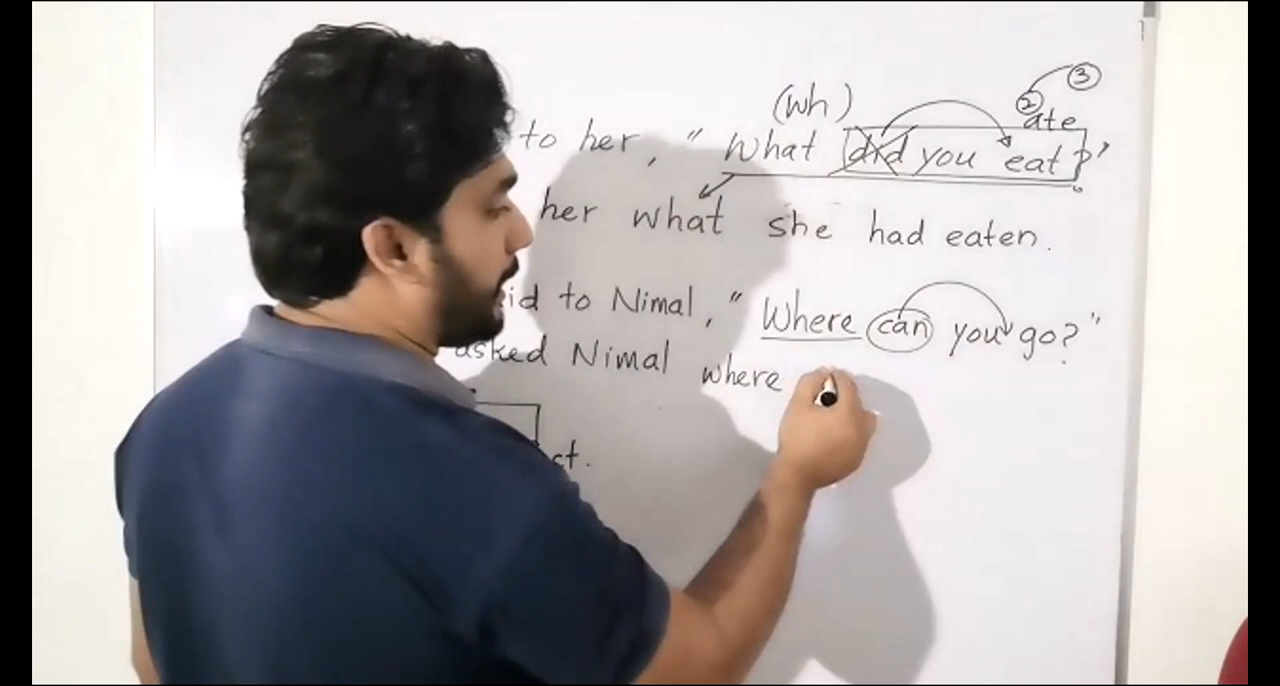 (wh) ② ③
ate
to her, " What did you eat ?"
her what she had eaten.
id to Nimal, " Where can you go?"
asked Nimal where
ct.